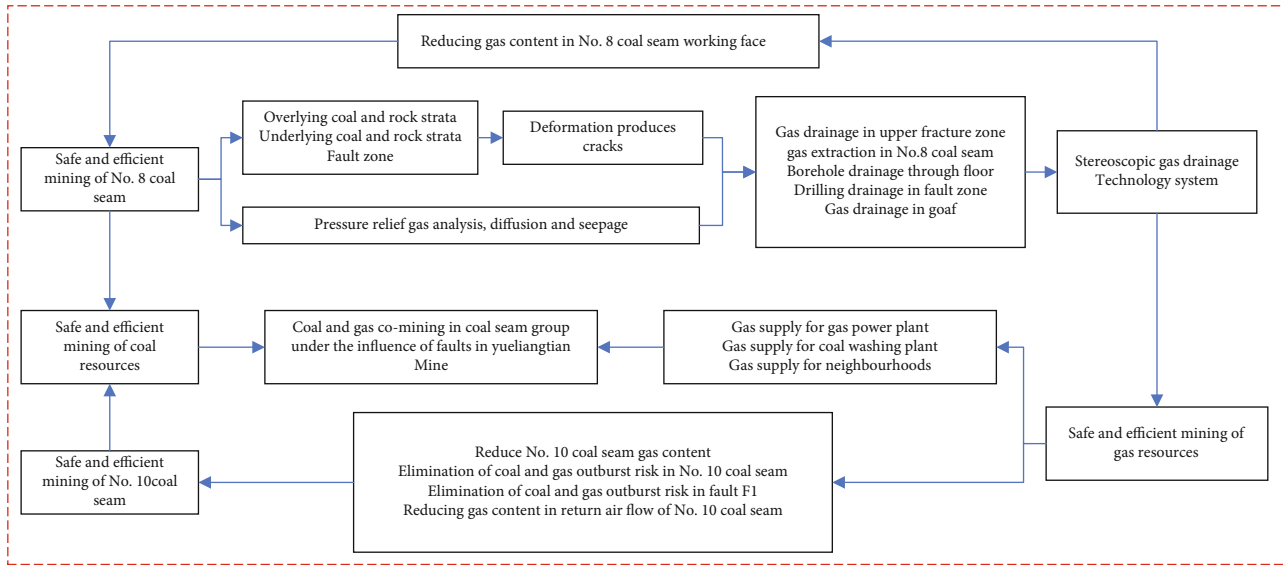 Reducing gas content in No. 8 coal seam working face
Overlying coal and rock strata
Underlying coal and rock strata
Fault zone
Deformation produces
cracks
Gas drainage in upper fracture zone
gas extraction in No.8 coal seam
Borehole drainage through floor
Drilling drainage in fault zone
Gas drainage in goaf
Stereoscopic gas drainage
Technology system
Safe and efficient
mining of No. 8 coal
seam
Pressure relief gas analysis, diffusion and seepage
Safe and efficient
mining of coal
resources
Coal and gas co-mining in coal seam group
under the influence of faults in yueliangtian
Mine
Gas supply for gas power plant
Gas supply for coal washing plant
Gas supply for neighbourhoods
Safe and efficient mining of
gas resources
Reduce No. 10 coal seam gas content
Elimination of coal and gas outburst risk in No. 10 coal seam
Elimination of coal and gas outburst risk in fault F1
Reducing gas content in return air flow of No. 10 coal seam
Safe and efficient
mining of No. 10coal
seam